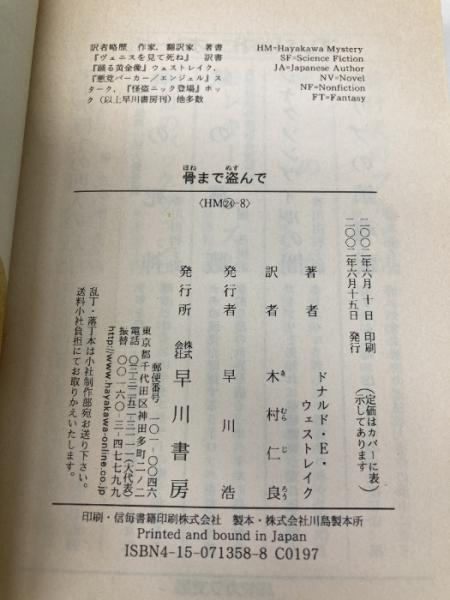 訳者略歴 作家，翻訳家 著書
『ヴェニスを見て死ね』 訳書
『踊る黄金像』ウェストレイク，
『悪党パーカー／エンジェル』ス
ターク，『怪盗ニック登場』ホッ
ク（以上早川書房刊）他多数
HM=Hayakawa Mystery
SF=Science Fiction
JA=Japanese Author
NV=Novel
NF=Nonfiction
FT=Fantasy
骨まで盗んで
ほね ぬす
〈HM㉔-8〉
二〇〇二年六月十日 印刷
二〇〇二年六月十五日 発行
（定価はカバーに表示してあります）
著者 ドナルド・E・ウェストレイク
訳者 木村仁良
き むら じ ろう
発行者 早川 浩
発行所 株式会社 早川書房
郵便番号 一〇一-〇〇四六
東京都千代田区神田多町二ノ二
電話 〇三-三二五二-三一一一（大代表）
振替 〇〇一六〇-三-四七七九九
http://www.hayakawa-online.co.jp
乱丁・落丁本は小社制作部宛お送り下さい。
送料小社負担にてお取りかえいたします。
印刷・信毎書籍印刷株式会社 製本・株式会社川島製本所
Printed and bound in Japan
ISBN4-15-071358-8 C0197